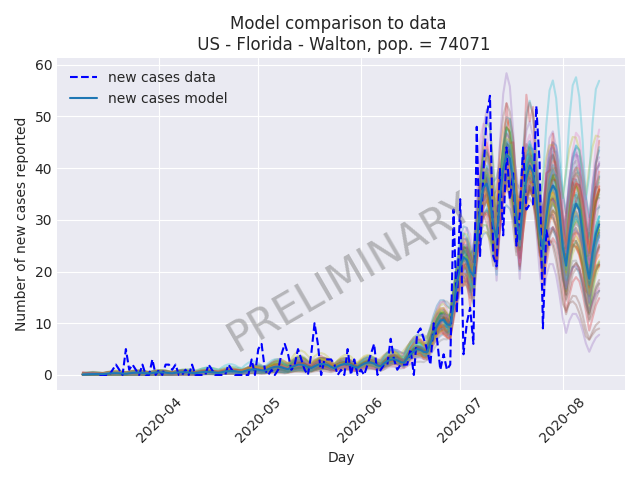 Model comparison to data
US - Florida - Walton, pop. = 74071
new cases data
new cases model
PRELIMINARY
Number of new cases reported
60
50
40
30
20
10
0
2020-04
2020-05
2020-06
2020-07
2020-08
Day